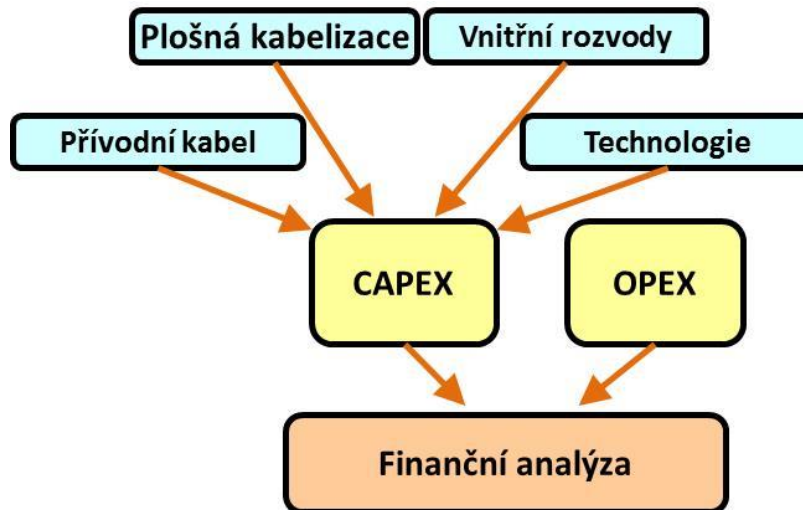 Plošná kabelizace
Vnitřní rozvody
Přívodní kabel
Technologie
CAPEX
OPEX
Finanční analýza